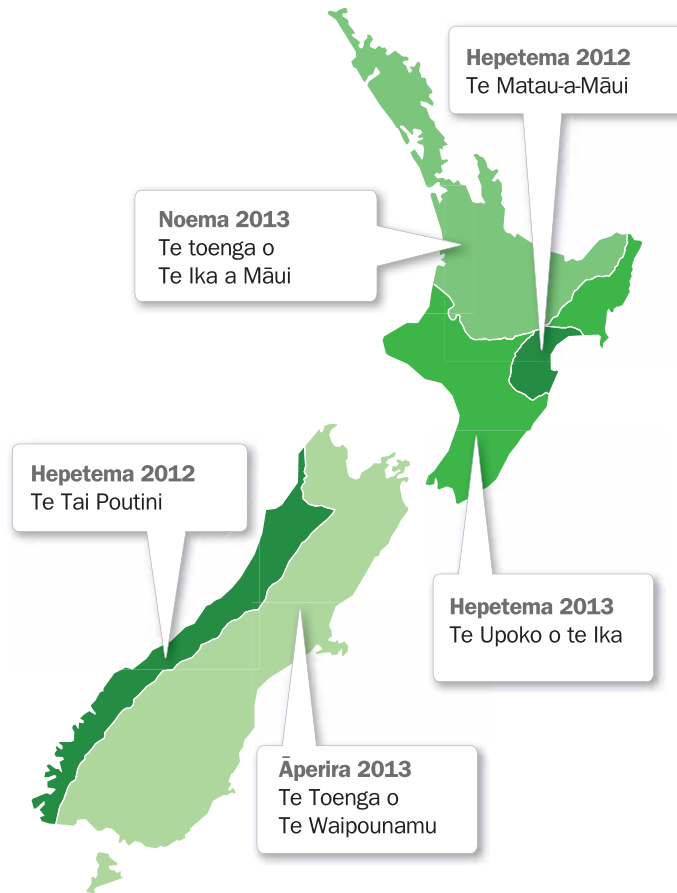 Hepetema 2012
Te Matau-a-Māui
Noema 2013
Te toenga o
Te Ika a Māui
Hepetema 2012
Te Tai Poutini
Hepetema 2013
Te Upoko o te Ika
Āperira 2013
Te Toenga o
Te Waipounamu